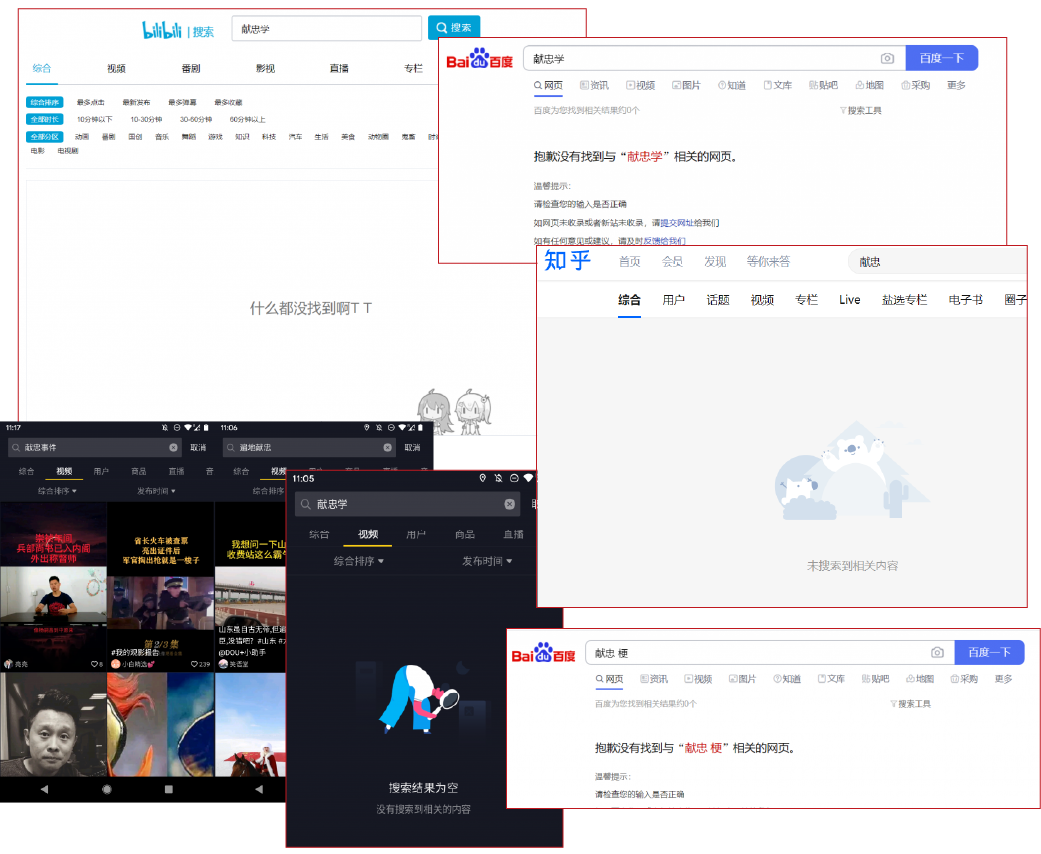 bilibili | 搜索
献忠学
搜索
综合 视频 番剧 影视 直播 专栏
综合排序 最多点击 最新发布 最多弹幕 最多收藏
全部时长 10分钟以下 10-30分钟 30-60分钟 60分钟以上
全部分区 动画 番剧 国创 音乐 舞蹈 游戏 知识 科技 汽车 生活 美食 动物圈 鬼畜
电影 电视剧
什么都没找到啊T T
Bai du 百度
献忠学
百度一下
网页 资讯 视频 图片 知道 文库 贴吧 地图 采购 更多
百度为您找到相关结果约0个
搜索工具
抱歉没有找到与“献忠学”相关的网页。
温馨提示:
请检查您的输入是否正确
如网页未收录或者新站未收录，请提交网址给我们
如有任何意见或建议，请及时反馈给我们
知乎 首页 会员 发现 等你来答
献忠
综合 用户 话题 视频 专栏 Live 盐选专栏 电子书 圈子
未搜索到相关内容
11:17
献忠事件
取消
综合 视频 用户 商品 直播 音
综合排序 发布时间
兵部尚书已入内阁
外出称督师
亮亮
8
省长火车被查票
亮出证件后
军官掏出枪就是一梭子
第2/3集
#我的观影报告
小白精选
239
11:06
遍地献忠
取消
综合 视频
综合排序
我想问一下山
收费站这么霸气
山东是自古无帝,但遍
臣,没错吧？#山东 #
@DOU+小助手
笑语堂
11:05
献忠学
综合 视频 用户 商品 直播
综合排序 发布时间
搜索结果为空
没有搜索到相关的内容
Bai du 百度
献忠 梗
百度一下
网页 资讯 视频 图片 知道 文库 贴吧 地图 采购 更多
百度为您找到相关结果约0个
搜索工具
抱歉没有找到与“献忠 梗”相关的网页。
温馨提示:
请检查您的输入是否正确